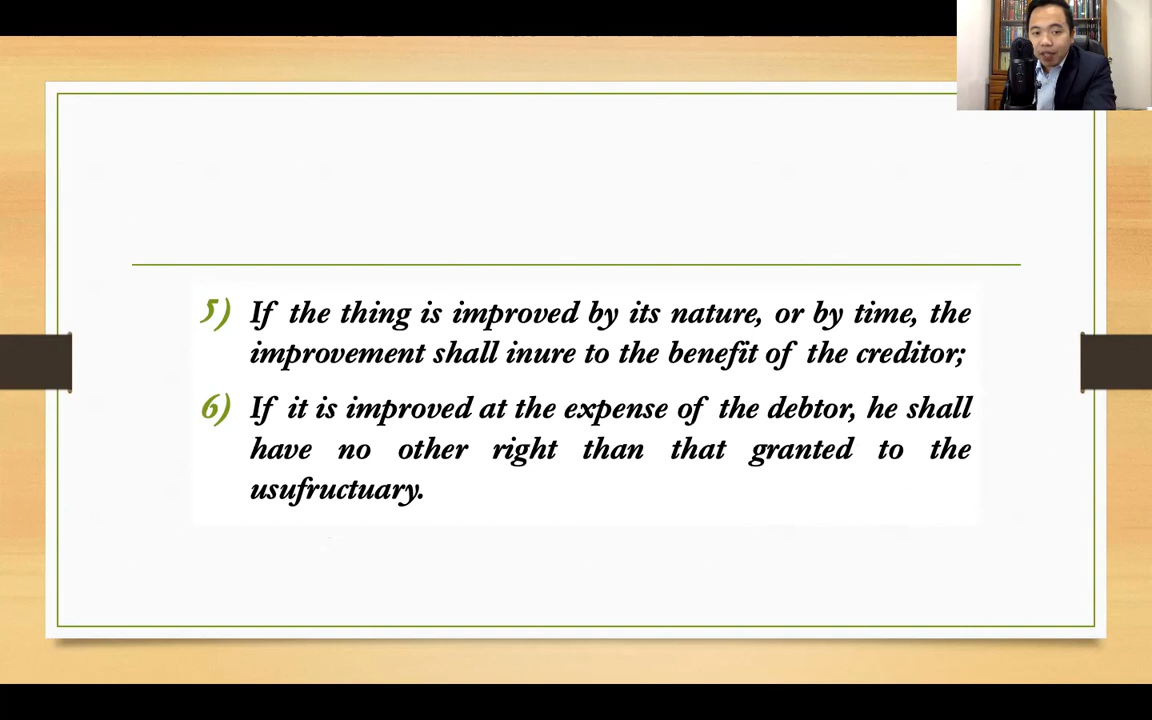 5) If the thing is improved by its nature, or by time, the
improvement shall inure to the benefit of the creditor;
6) If it is improved at the expense of the debtor, he shall
have no other right than that granted to the
usufructuary.